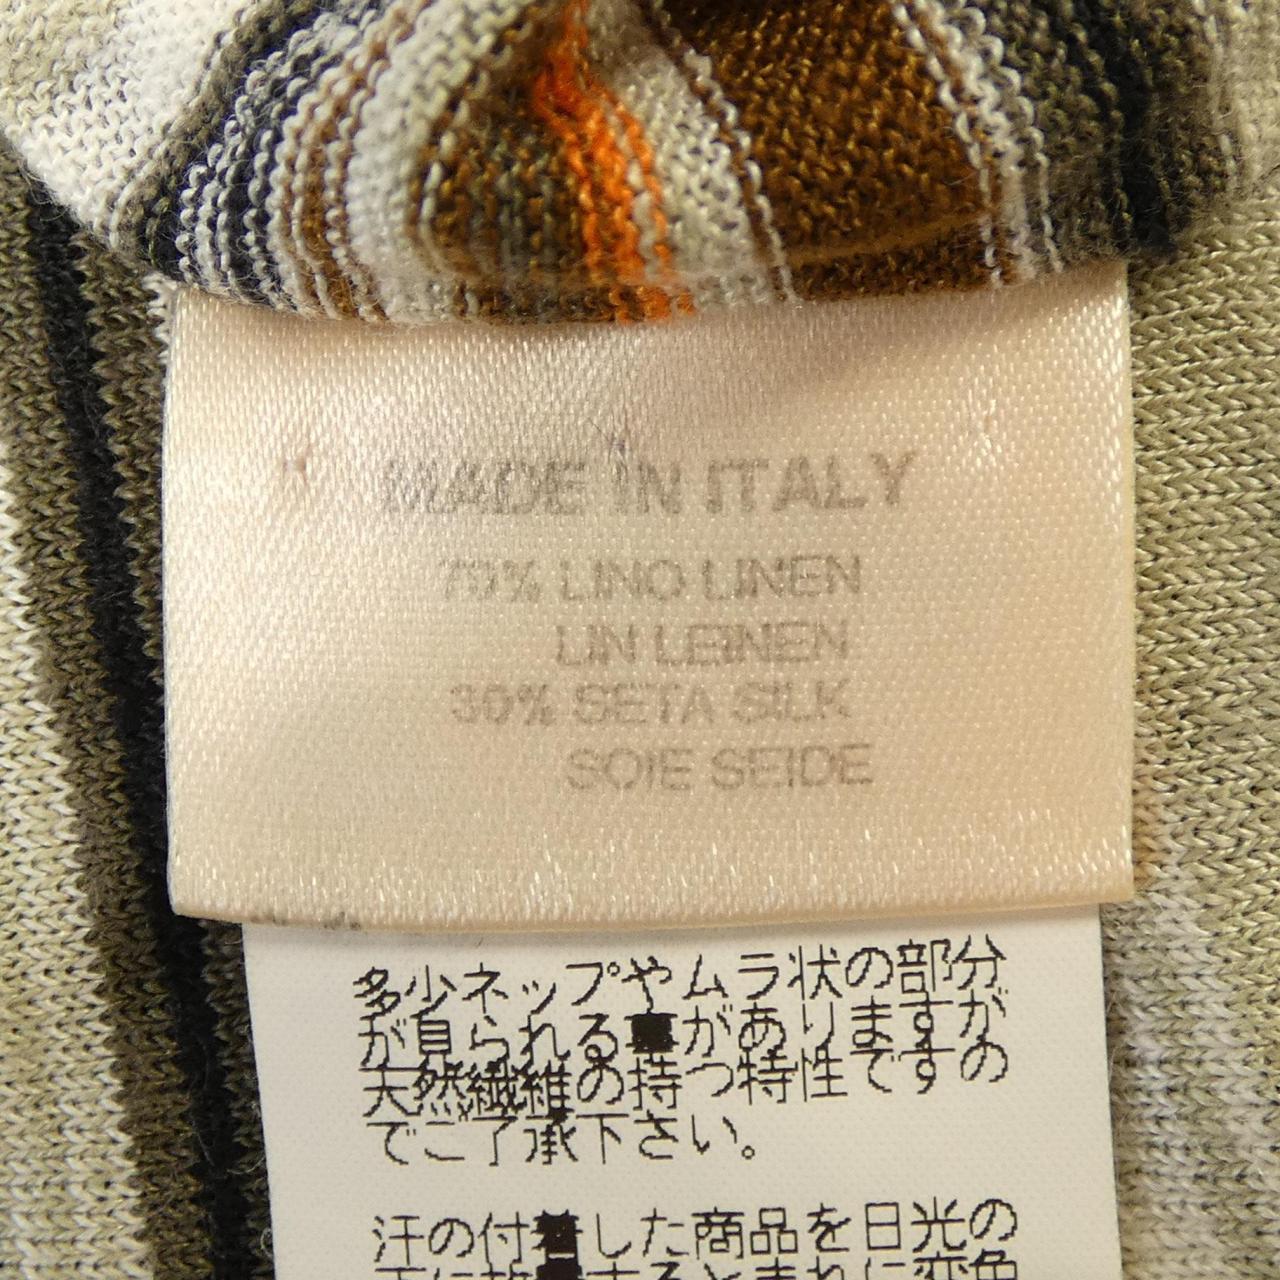 MADE IN ITALY
70% LINO LINEN
LIN LEINEN
30% SETA SILK
SOIE SEIDE
多少ネップやムラ状の部分
が見られる がありますが
天然繊維の持つ特性ですの
でご了承下さい。
汗の付着した商品を日光の